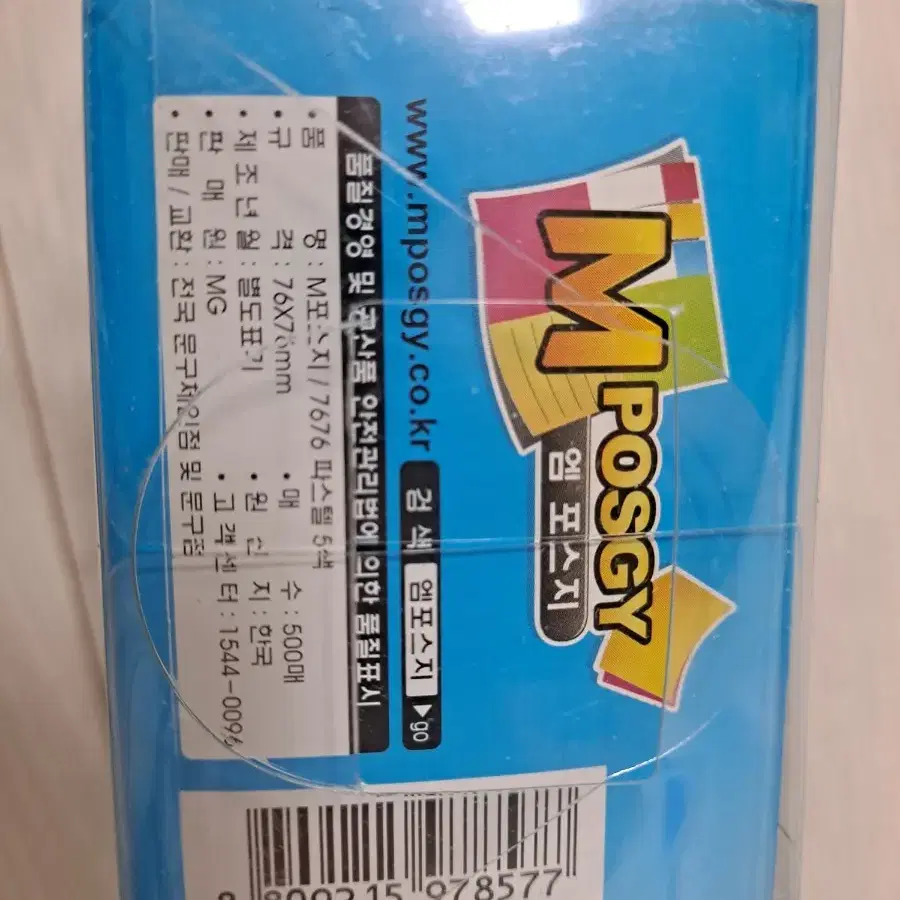 M POSGY
엠포스지
www.mposgy.co.kr 검색 엠포스지 ▶go
품질경영 및 공산품 안전관리법에 의한 품질표시
• 품 명 : M포스지 / 7676 파스텔 5색
• 규 격 : 76X76mm • 매 수 : 500매
• 제조년월 : 별도표기 • 원 산 지 : 한국
• 판 매 원 : MG • 고객센터 : 1544-0096
• 판매 / 교환 : 전국 문구체인점 및 문구점
8 809215 978577